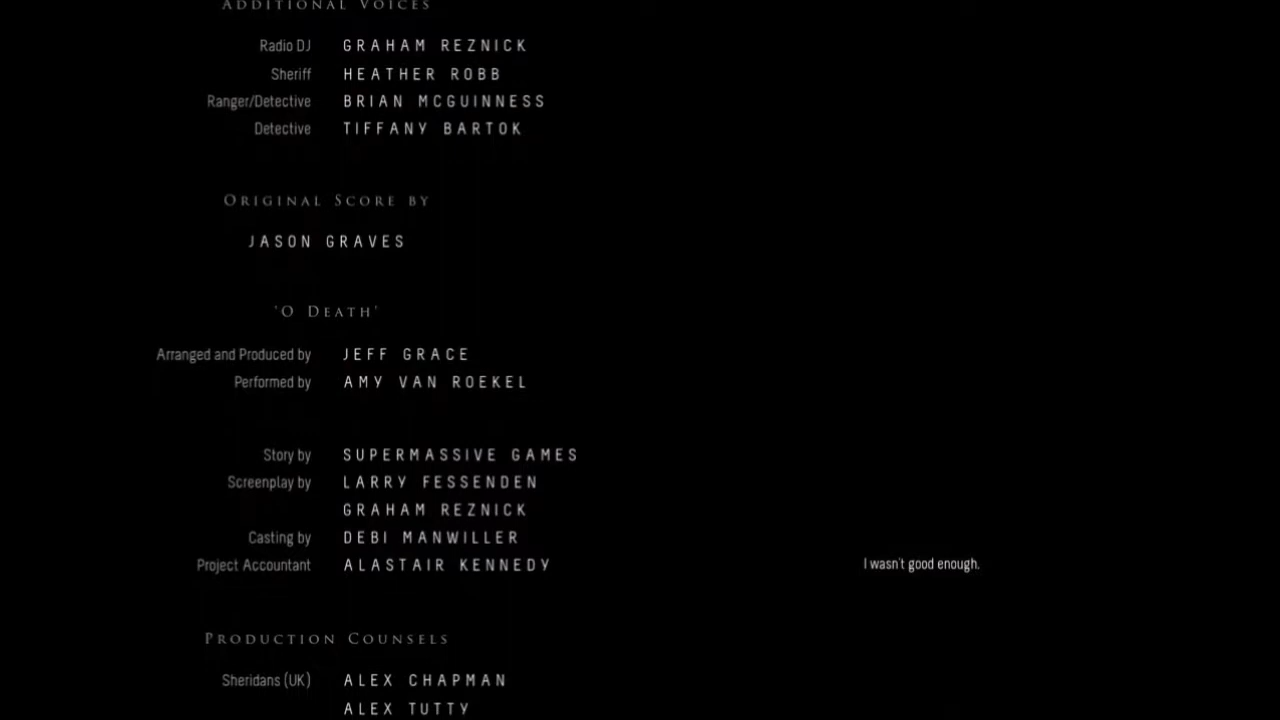 ADDITIONAL VOICES
Radio DJ GRAHAM REZNICK
Sheriff HEATHER ROBB
Ranger/Detective BRIAN MCGUINNESS
Detective TIFFANY BARTOK
ORIGINAL SCORE BY
JASON GRAVES
'O DEATH'
Arranged and Produced by JEFF GRACE
Performed by AMY VAN ROEKEL
Story by SUPERMASSIVE GAMES
Screenplay by LARRY FESSENDEN
GRAHAM REZNICK
Casting by DEBI MANWILLER
Project Accountant ALASTAIR KENNEDY
I wasn't good enough.
PRODUCTION COUNSELS
Sheridans (UK) ALEX CHAPMAN
ALEX TUTTY